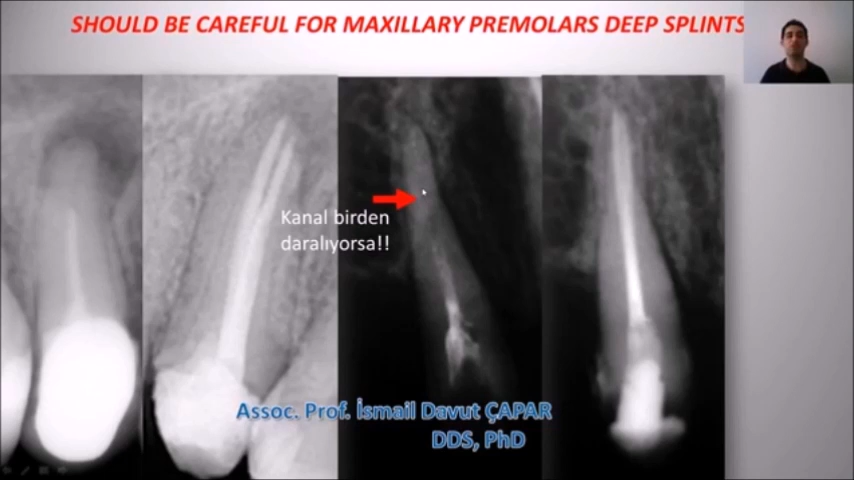 SHOULD BE CAREFUL FOR MAXILLARY PREMOLARS DEEP SPLINTS
Kanal birden
daralıyorsa!!
Assoc. Prof. İsmail Davut ÇAPAR
DDS, PhD